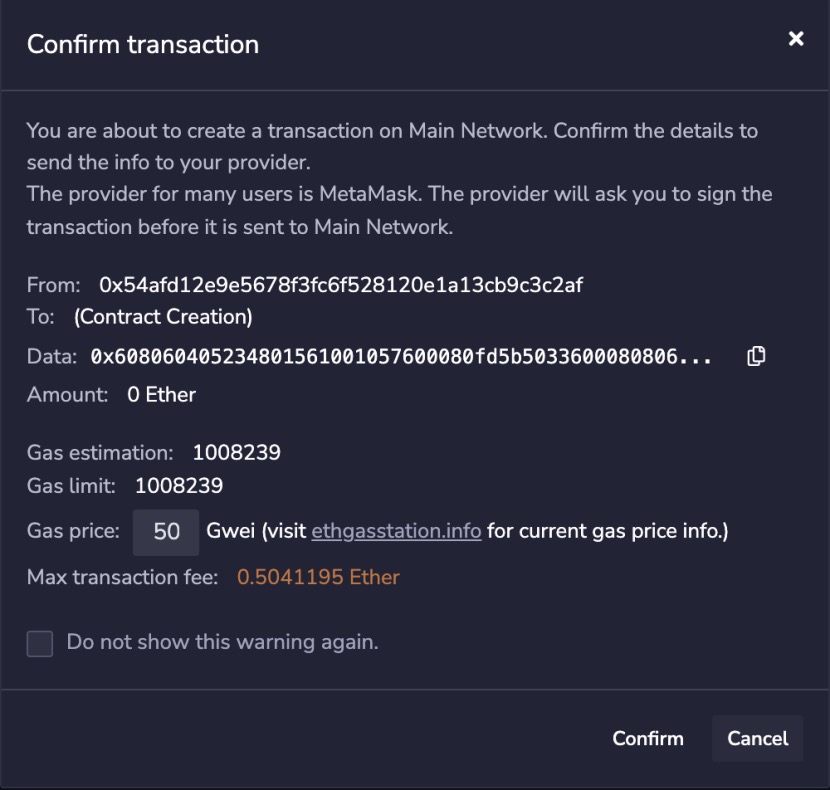 Confirm transaction
You are about to create a transaction on Main Network. Confirm the details to
send the info to your provider.
The provider for many users is MetaMask. The provider will ask you to sign the
transaction before it is sent to Main Network.
From: 0x54afd12e9e5678f3fc6f528120e1a13cb9c3c2af
To: (Contract Creation)
Data: 0x608060405234801561001057600080fd5b5033600080806...
Amount: 0 Ether
Gas estimation: 1008239
Gas limit: 1008239
Gas price: 50 Gwei (visit ethgasstation.info for current gas price info.)
Max transaction fee: 0.5041195 Ether
Do not show this warning again.
Confirm Cancel